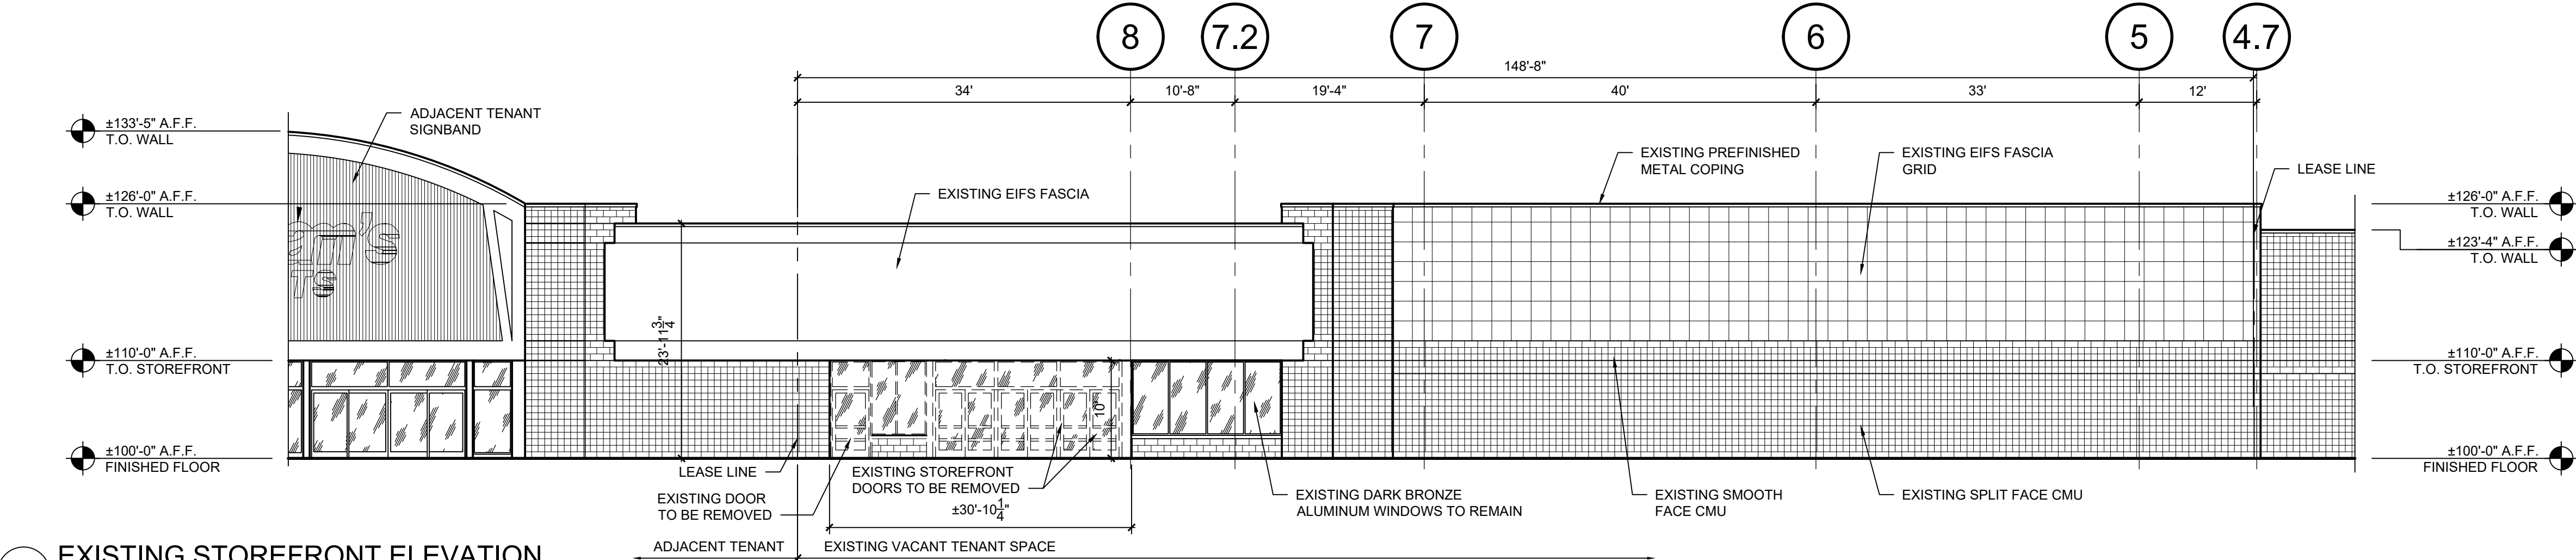 8
7.2
7
6
5
4.7
148'-8"
34'
10'-8"
19'-4"
40'
33'
12'
±133'-5" A.F.F.
T.O. WALL
ADJACENT TENANT
SIGNBAND
±126'-0" A.F.F.
T.O. WALL
EXISTING EIFS FASCIA
EXISTING PREFINISHED
METAL COPING
EXISTING EIFS FASCIA
GRID
LEASE LINE
±126'-0" A.F.F.
T.O. WALL
±123'-4" A.F.F.
T.O. WALL
am's
TS
23'-11 3/4"
±110'-0" A.F.F.
T.O. STOREFRONT
±110'-0" A.F.F.
T.O. STOREFRONT
10'
±100'-0" A.F.F.
FINISHED FLOOR
±100'-0" A.F.F.
FINISHED FLOOR
LEASE LINE
EXISTING DOOR
TO BE REMOVED
EXISTING STOREFRONT
DOORS TO BE REMOVED
±30'-10 1/4"
EXISTING DARK BRONZE
ALUMINUM WINDOWS TO REMAIN
EXISTING SMOOTH
FACE CMU
EXISTING SPLIT FACE CMU
ADJACENT TENANT
EXISTING VACANT TENANT SPACE
EXISTING STOREFRONT ELEVATION